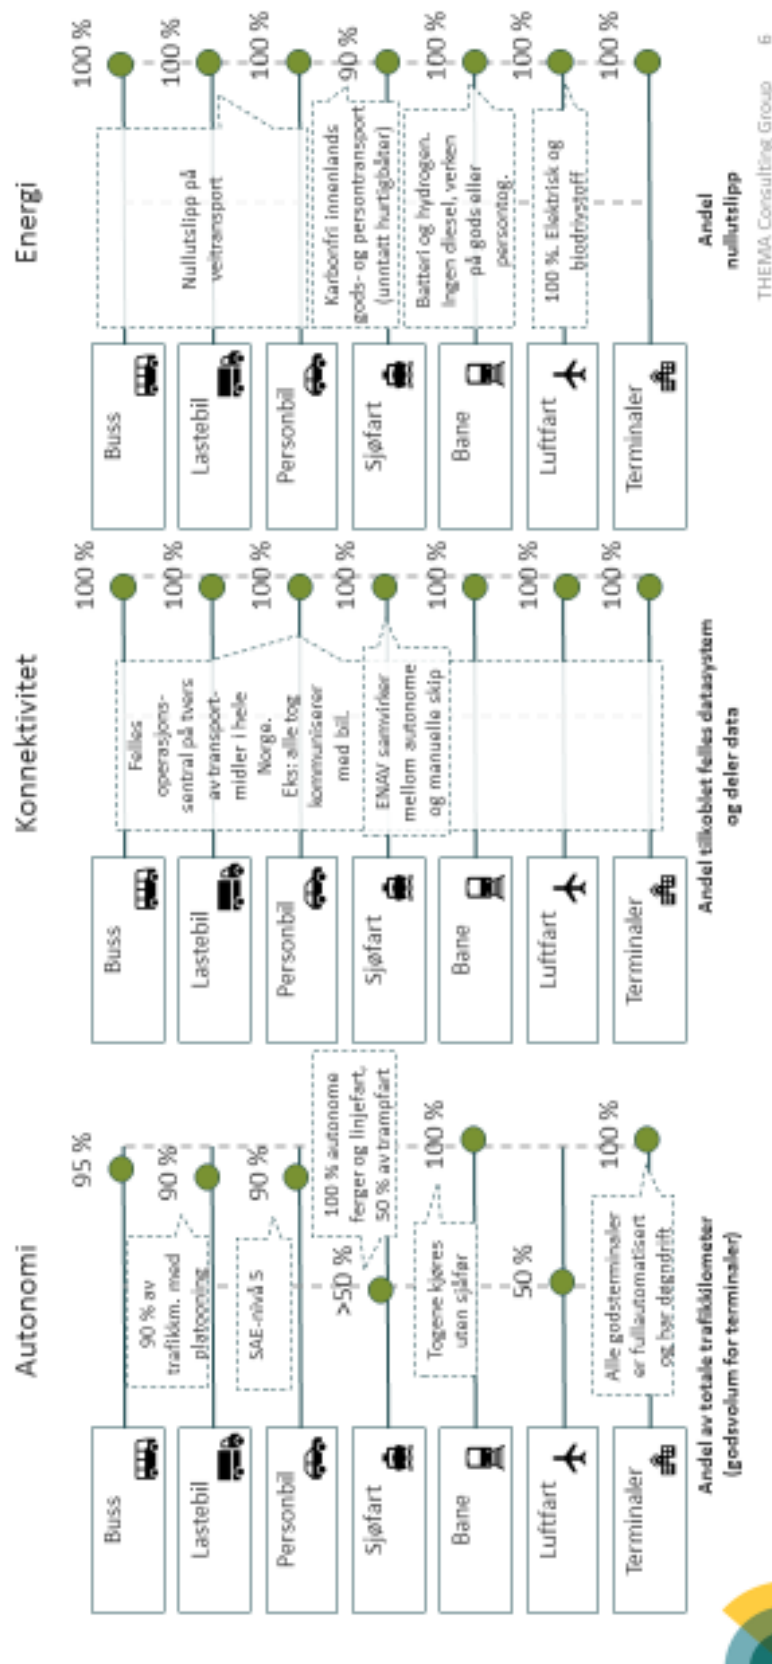 Autonomi
Buss
95 %
Lastebil
90 %
90 % av
trafikkm. med
platooning
Personbil
90 %
SAE-nivå 5
Sjøfart
>50 %
100 % autonome
ferger og linjefart,
50 % av trampfart
Bane
100 %
Togene kjøres
uten sjåfør
Luftfart
50 %
Terminaler
100 %
Alle godsterminaler
er fullautomatisert
og har døgndrift
Andel av totale trafikkilometer
(godsvolum for terminaler)
Konnektivitet
Buss
100 %
Lastebil
100 %
Personbil
100 %
Sjøfart
100 %
Bane
100 %
Luftfart
100 %
Terminaler
100 %
Felles
operasjons-
sentral på tvers
av transport-
midler i hele
Norge.
Eks: alle tog
kommuniserer
med bil.
ENAV samvirker
mellom autonome
og manuelle skip
Andel tilkoblet felles datasystem
og deler data
Energi
Buss
100 %
Lastebil
100 %
Personbil
100 %
Nullutslipp på
veitransport
Sjøfart
90 %
Karbonfri innenlands
gods- og persontransport
(unntatt hurtigbåter)
Bane
100 %
Batteri og hydrogen.
Ingen diesel, verken
på gods eller
persontog.
Luftfart
100 %
100 %. Elektrisk og
biodrivstoff
Terminaler
100 %
Andel
nullutslipp
THEMA Consulting Group 6